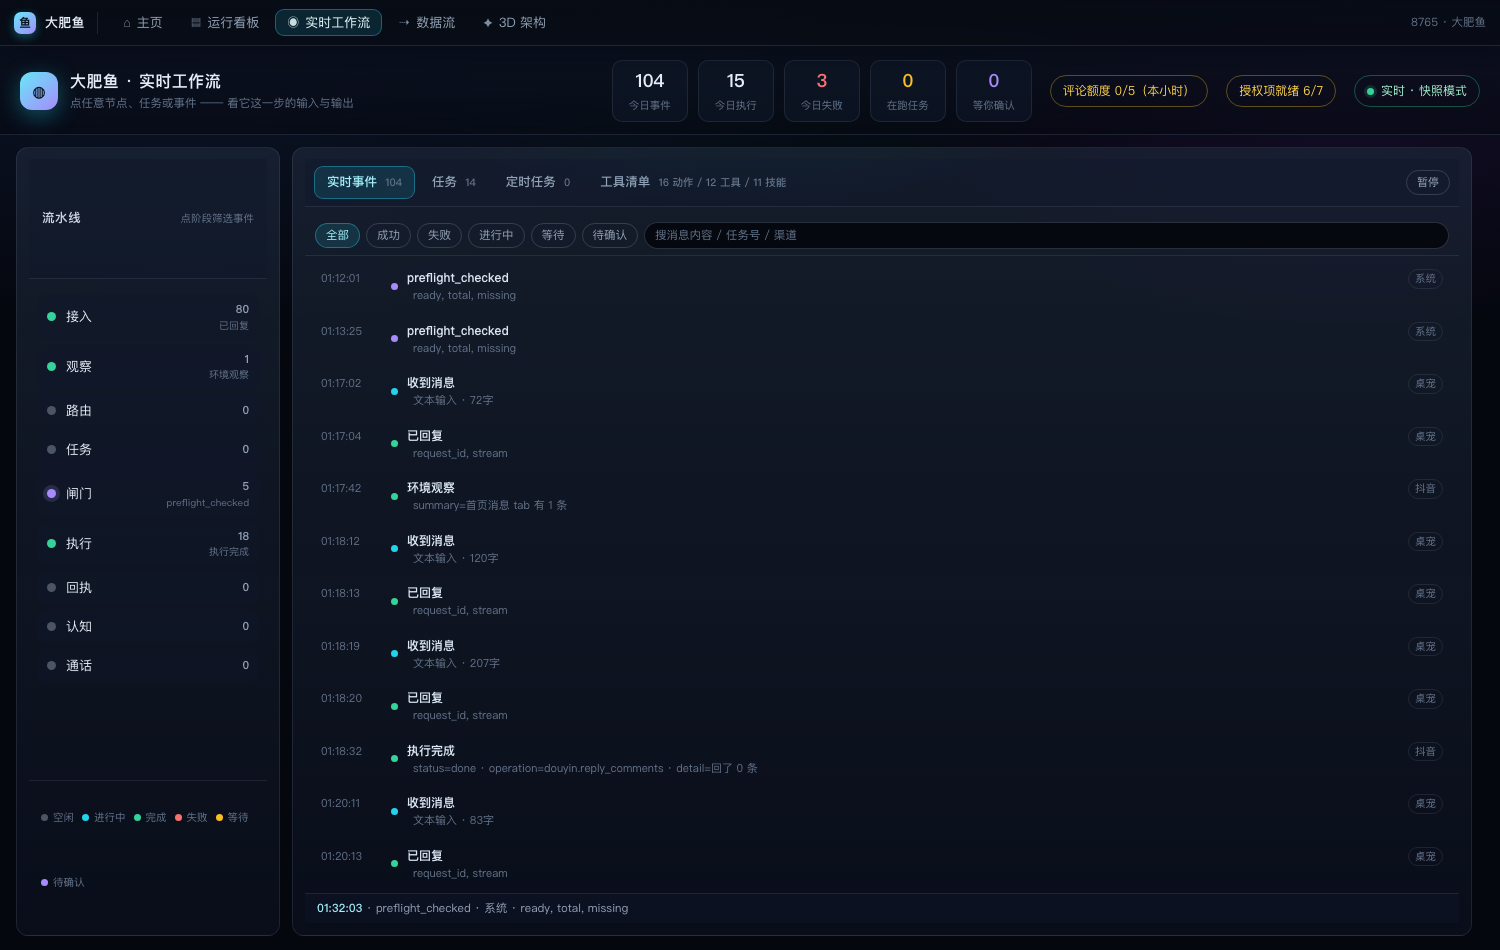 鱼 大肥鱼 主页 运行看板 实时工作流 数据流 3D 架构 8765 · 大肥鱼
大肥鱼 · 实时工作流
点任意节点、任务或事件 —— 看它这一步的输入与输出
104 今日事件
15 今日执行
3 今日失败
0 在跑任务
0 等你确认
评论额度 0/5（本小时）
授权项就绪 6/7
实时 · 快照模式
流水线 点阶段筛选事件
接入 80 已回复
观察 1 环境观察
路由 0
任务 0
闸门 5 preflight_checked
执行 18 执行完成
回执 0
认知 0
通话 0
空闲 进行中 完成 失败 等待
待确认
实时事件 104 任务 14 定时任务 0 工具清单 16 动作 / 12 工具 / 11 技能 暂停
全部 成功 失败 进行中 等待 待确认 搜消息内容 / 任务号 / 渠道
01:12:01 preflight_checked 系统
ready, total, missing
01:13:25 preflight_checked 系统
ready, total, missing
01:17:02 收到消息 桌宠
文本输入 · 72字
01:17:04 已回复 桌宠
request_id, stream
01:17:42 环境观察 抖音
summary=首页消息 tab 有 1 条
01:18:12 收到消息 桌宠
文本输入 · 120字
01:18:13 已回复 桌宠
request_id, stream
01:18:19 收到消息 桌宠
文本输入 · 207字
01:18:20 已回复 桌宠
request_id, stream
01:18:32 执行完成 抖音
status=done · operation=douyin.reply_comments · detail=回了 0 条
01:20:11 收到消息 桌宠
文本输入 · 83字
01:20:13 已回复 桌宠
request_id, stream
01:32:03 · preflight_checked · 系统 · ready, total, missing